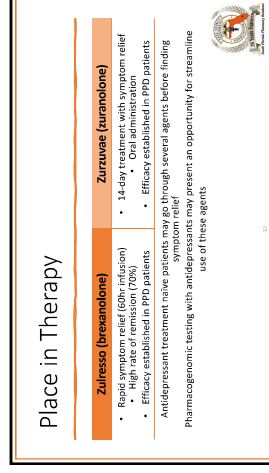 Place in Therapy
Zulresso (brexanolone)
Zurzuvae (zuranolone)
• Rapid symptom relief (60hr infusion)
• High rate of remission (70%)
• Efficacy established in PPD patients
• 14-day treatment with symptom relief
• Oral administration
• Efficacy established in PPD patients
Antidepressant treatment naïve patients may go through several agents before finding
symptom relief
Pharmacogenomic testing with antidepressants may present an opportunity for streamline
use of these agents